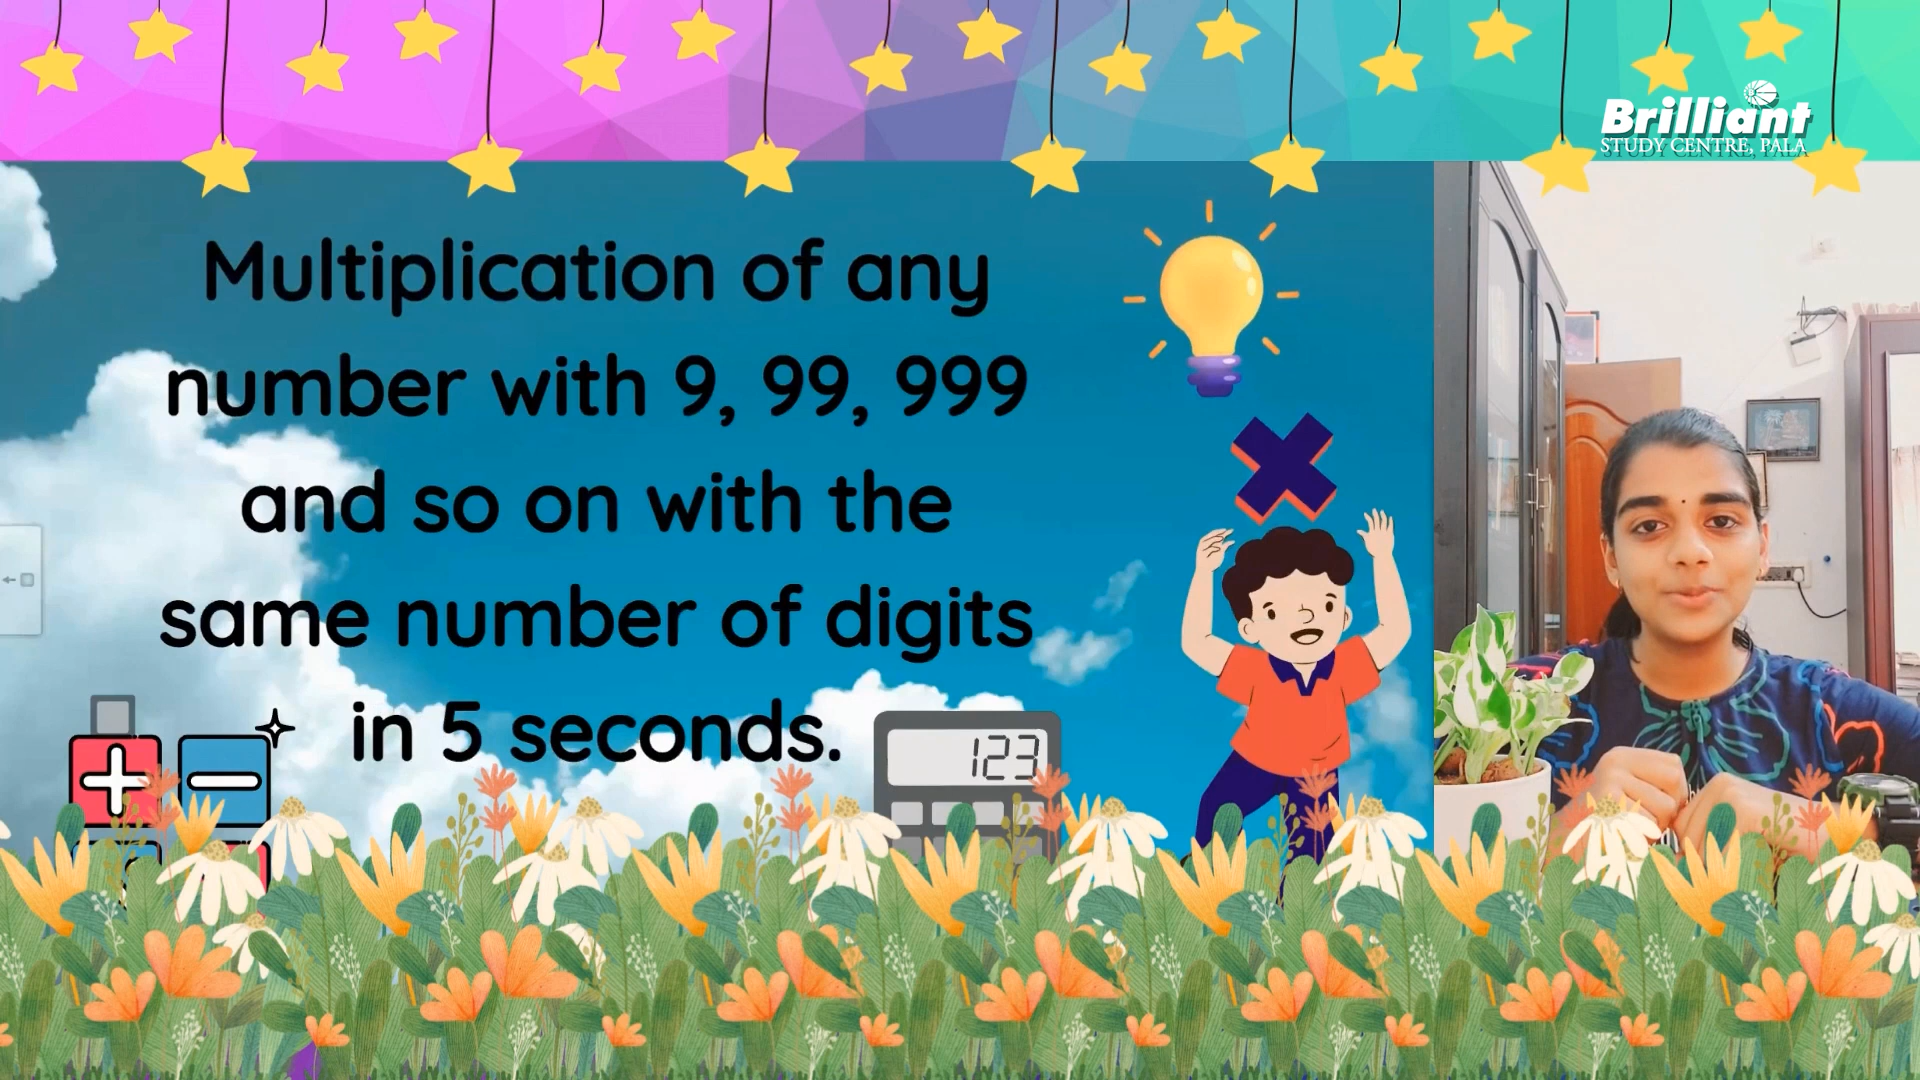 Brilliant
STUDY CENTRE, PALA
Multiplication of any
number with 9, 99, 999
and so on with the
same number of digits
in 5 seconds.
123